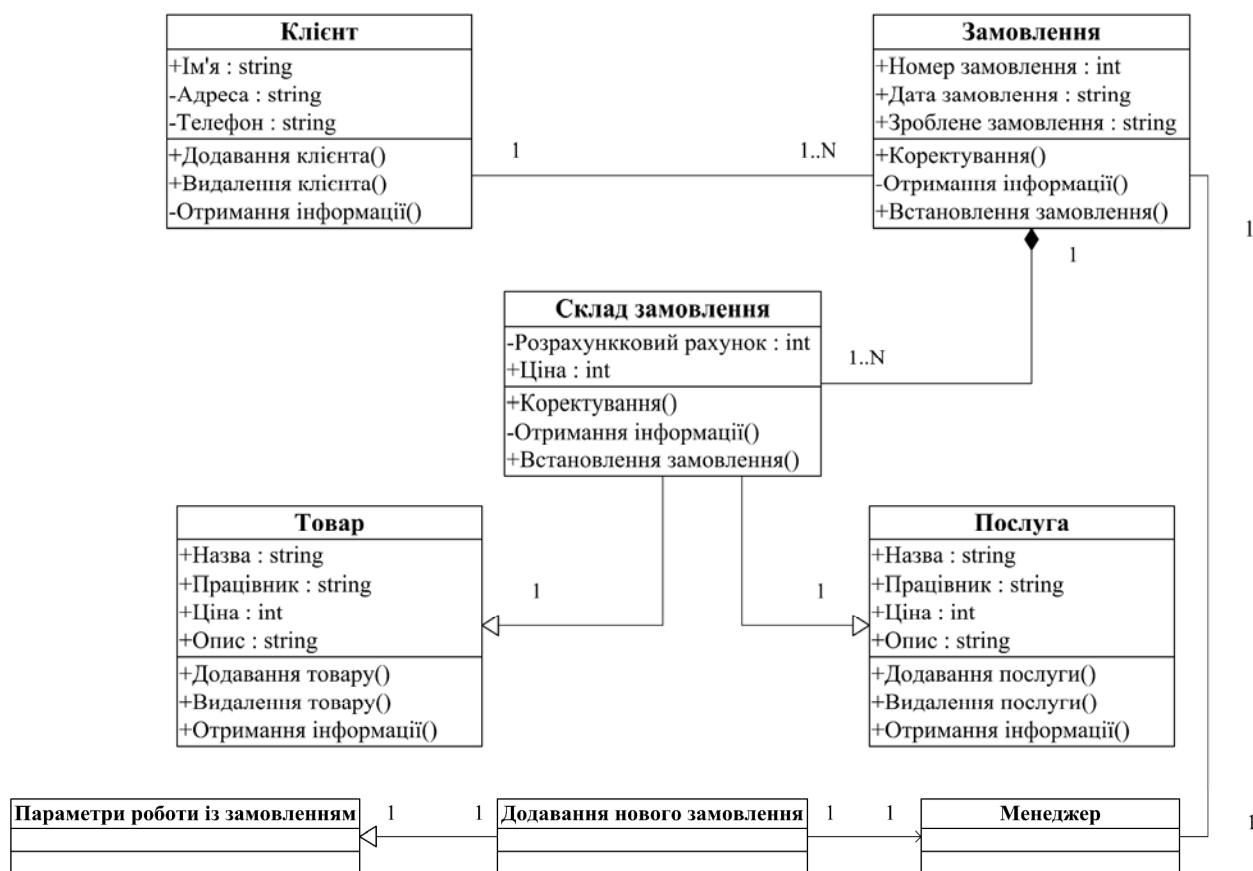 Клієнт
+Ім'я : string
-Адреса : string
-Телефон : string
+Додавання клієнта()
+Видалення клієнта()
-Отримання інформації()
1
1..N
Замовлення
+Номер замовлення : int
+Дата замовлення : string
+Зроблене замовлення : string
+Коректування()
-Отримання інформації()
+Встановлення замовлення()
1
1
Склад замовлення
-Розрахункковий рахунок : int
+Ціна : int
+Коректування()
-Отримання інформації()
+Встановлення замовлення()
1..N
Товар
+Назва : string
+Працівник : string
+Ціна : int
+Опис : string
+Додавання товару()
+Видалення товару()
+Отримання інформації()
1
1
Послуга
+Назва : string
+Працівник : string
+Ціна : int
+Опис : string
+Додавання послуги()
+Видалення послуги()
+Отримання інформації()
Параметри роботи із замовленням
1
1
Додавання нового замовлення
1
1
Менеджер
1